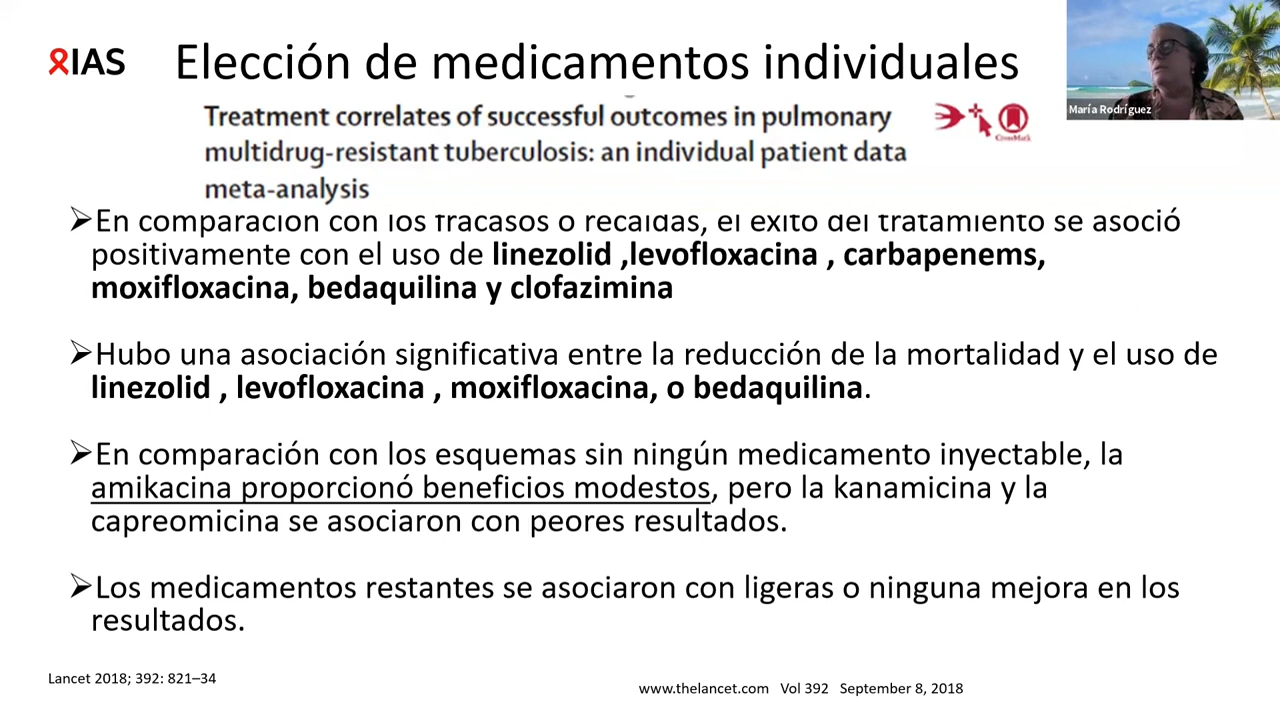 IAS
Elección de medicamentos individuales
María Rodríguez
Treatment correlates of successful outcomes in pulmonary
multidrug-resistant tuberculosis: an individual patient data
meta-analysis
CrossMark
➢En comparación con los fracasos o recaídas, el éxito del tratamiento se asoció
positivamente con el uso de linezolid ,levofloxacina , carbapenems,
moxifloxacina, bedaquilina y clofazimina
➢Hubo una asociación significativa entre la reducción de la mortalidad y el uso de
linezolid , levofloxacina , moxifloxacina, o bedaquilina.
➢En comparación con los esquemas sin ningún medicamento inyectable, la
amikacina proporcionó beneficios modestos, pero la kanamicina y la
capreomicina se asociaron con peores resultados.
➢Los medicamentos restantes se asociaron con ligeras o ninguna mejora en los
resultados.
Lancet 2018; 392: 821–34
www.thelancet.com Vol 392 September 8, 2018